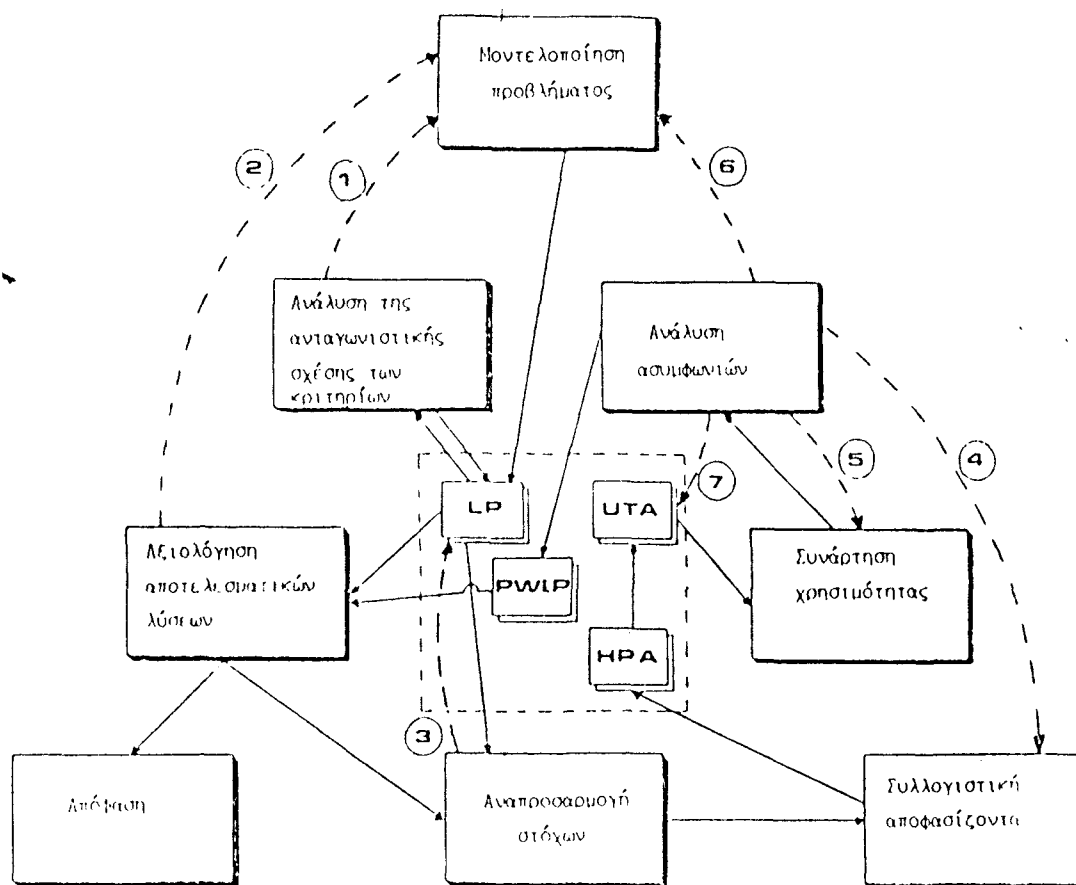 Μοντελοποίηση
προβλήματος
2
1
6
Ανάλυση της
ανταγωνιστικής
σχέσης των
κριτηρίων
Ανάλυση
ασυμφωνιών
4
5
7
LP
UTA
Αξιολόγηση
αποτελεσματικών
λύσεων
PWLP
Συνάρτηση
χρησιμότητας
HPA
3
Απόφαση
Αναπροσαρμογή
στόχων
Συλλογιστική
αποφασίζοντα